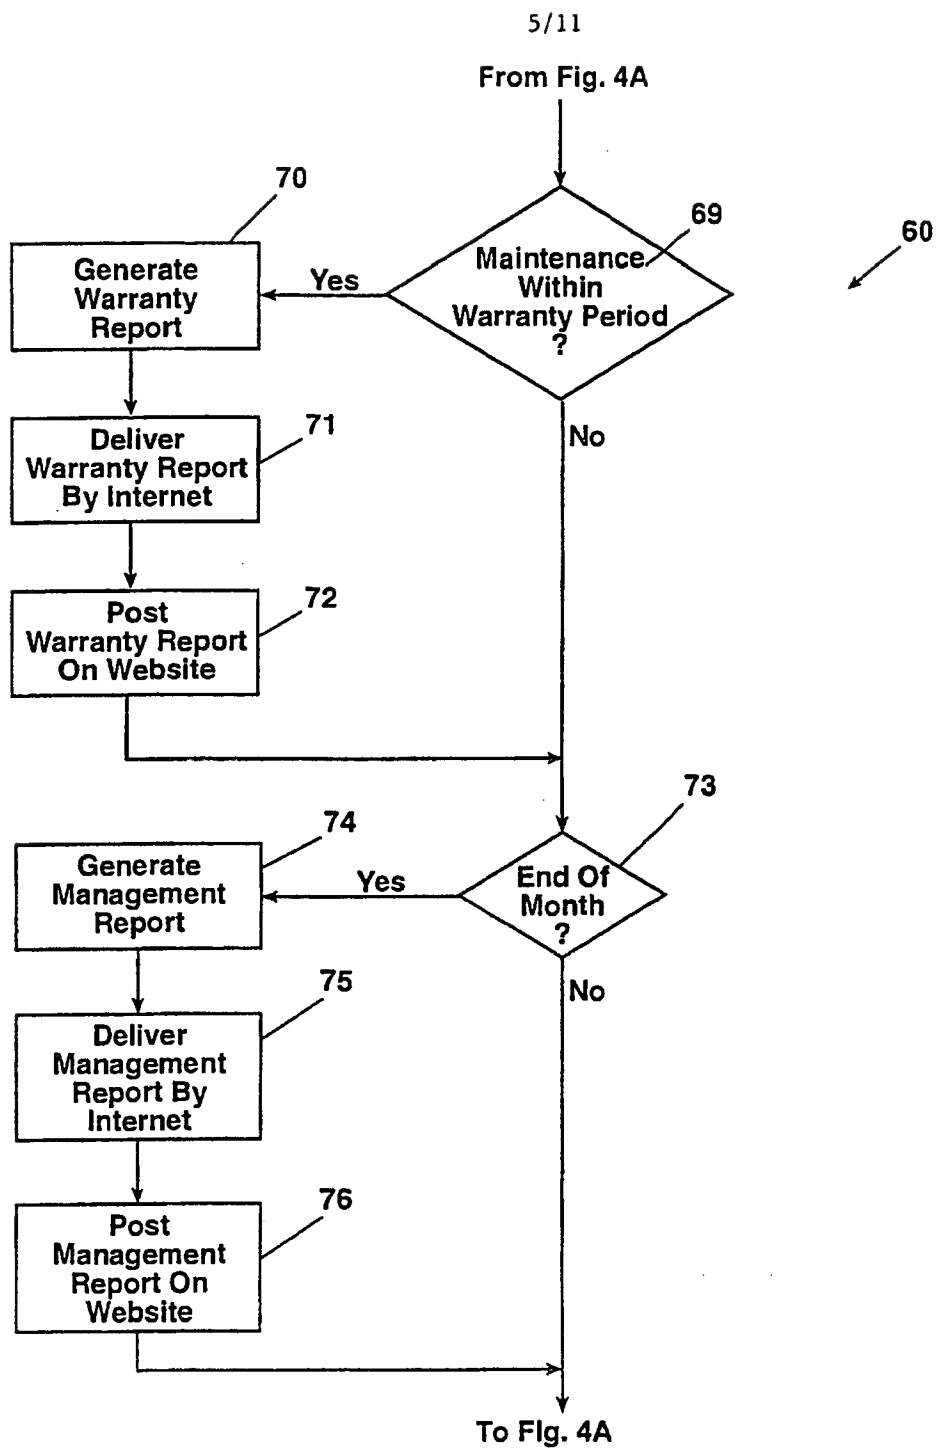 5/11
From Fig. 4A
70
69
60
Maintenance
Within
Warranty Period
?
Yes
Generate
Warranty
Report
No
71
Deliver
Warranty Report
By Internet
72
Post
Warranty Report
On Website
73
End Of
Month
?
74
Yes
Generate
Management
Report
No
75
Deliver
Management
Report By
Internet
76
Post
Management
Report On
Website
To Fig. 4A